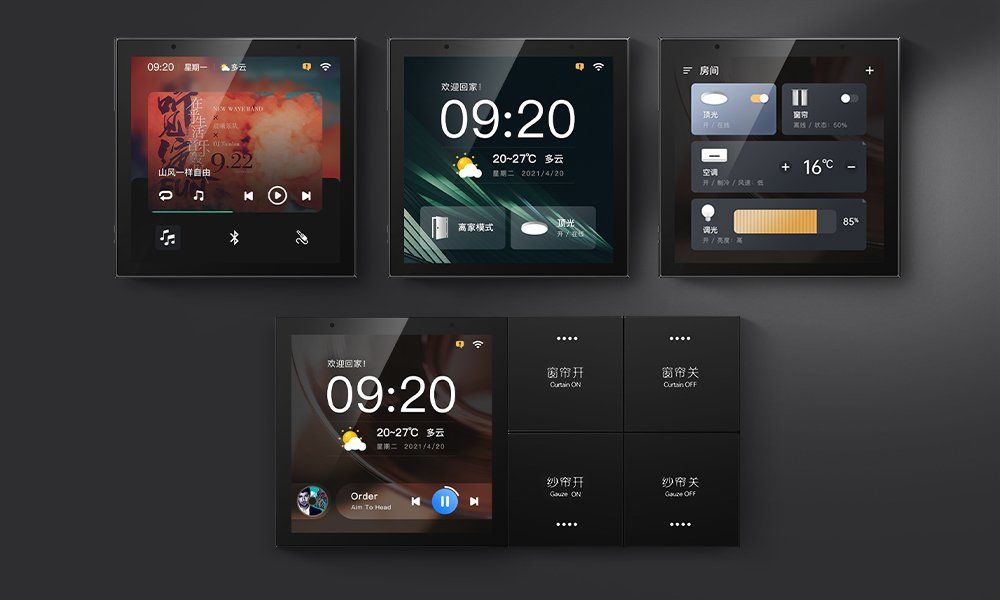 09:20 星期一 多云
NEW WAVE BAND
×
×
9.22
山风一样自由
欢迎回家!
09:20
20~27℃ 多云
星期二 2021/4/20
离家模式
顶光
开 / 在线
房间
顶光
开 / 在线
窗帘
离线 / 状态: 60%
空调
开 / 制冷 / 风速: 低
16℃
调光
开 / 亮度: 高
85%
欢迎回家!
09:20
20~27℃ 多云
星期二 2021/4/20
Order
Aim To Head
窗帘开
Curtain ON
窗帘关
Curtain OFF
纱帘开
Gauze ON
纱帘关
Gauze OFF